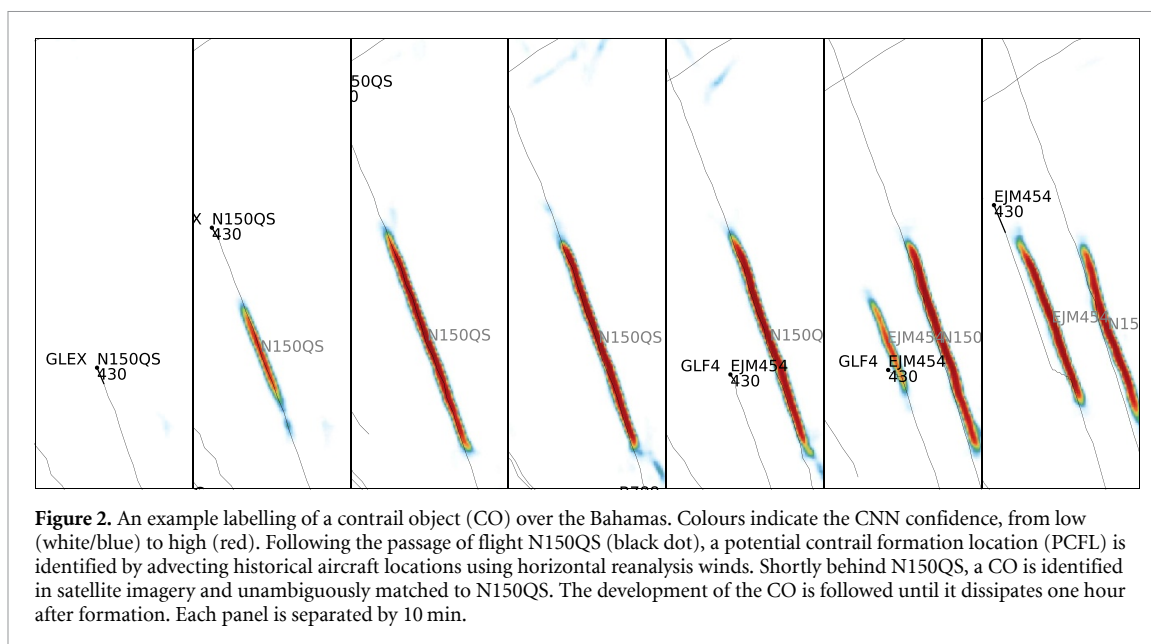 GLEX N150QS
430
X N150QS
430
N150QS
50QS
0
N150QS
N150QS
N150Q
GLF4 EJM454
430
EJM454 N150
GLF4 EJM454
430
EJM454
430
EJM454 N15
Figure 2. An example labelling of a contrail object (CO) over the Bahamas. Colours indicate the CNN confidence, from low
(white/blue) to high (red). Following the passage of flight N150QS (black dot), a potential contrail formation location (PCFL) is
identified by advecting historical aircraft locations using horizontal reanalysis winds. Shortly behind N150QS, a CO is identified
in satellite imagery and unambiguously matched to N150QS. The development of the CO is followed until it dissipates one hour
after formation. Each panel is separated by 10 min.